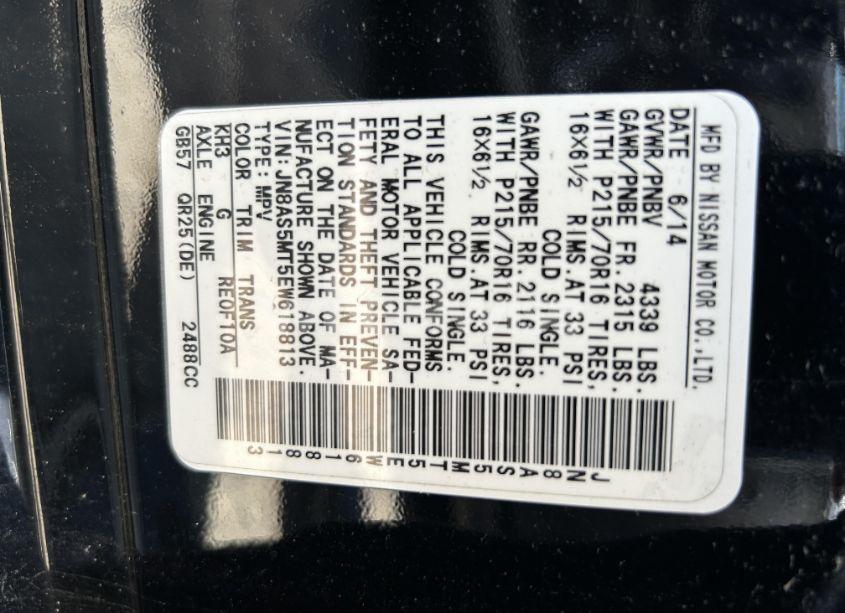 MFD BY NISSAN MOTOR CO.,LTD.
DATE 6/14
GVWR/PNBV 4339 LBS.
GAWR/PNBE FR.2315 LBS.
WITH P215/70R16 TIRES,
16X6½ RIMS.AT 33 PSI
COLD SINGLE.
GAWR/PNBE RR.2116 LBS.
WITH P215/70R16 TIRES,
16X6½ RIMS.AT 33 PSI
COLD SINGLE.
THIS VEHICLE CONFORMS
TO ALL APPLICABLE FED-
ERAL MOTOR VEHICLE SA-
FETY AND THEFT PREVEN-
TION STANDARDS IN EFF-
ECT ON THE DATE OF MA-
NUFACTURE SHOWN ABOVE.
VIN:JN8AS5MT5EW618813
TYPE:MPV
COLOR TRIM TRANS
KH3 G RE0F10A
AXLE ENGINE
GB57 QR25(DE) 2488CC
JN8AS5MT5EW618813